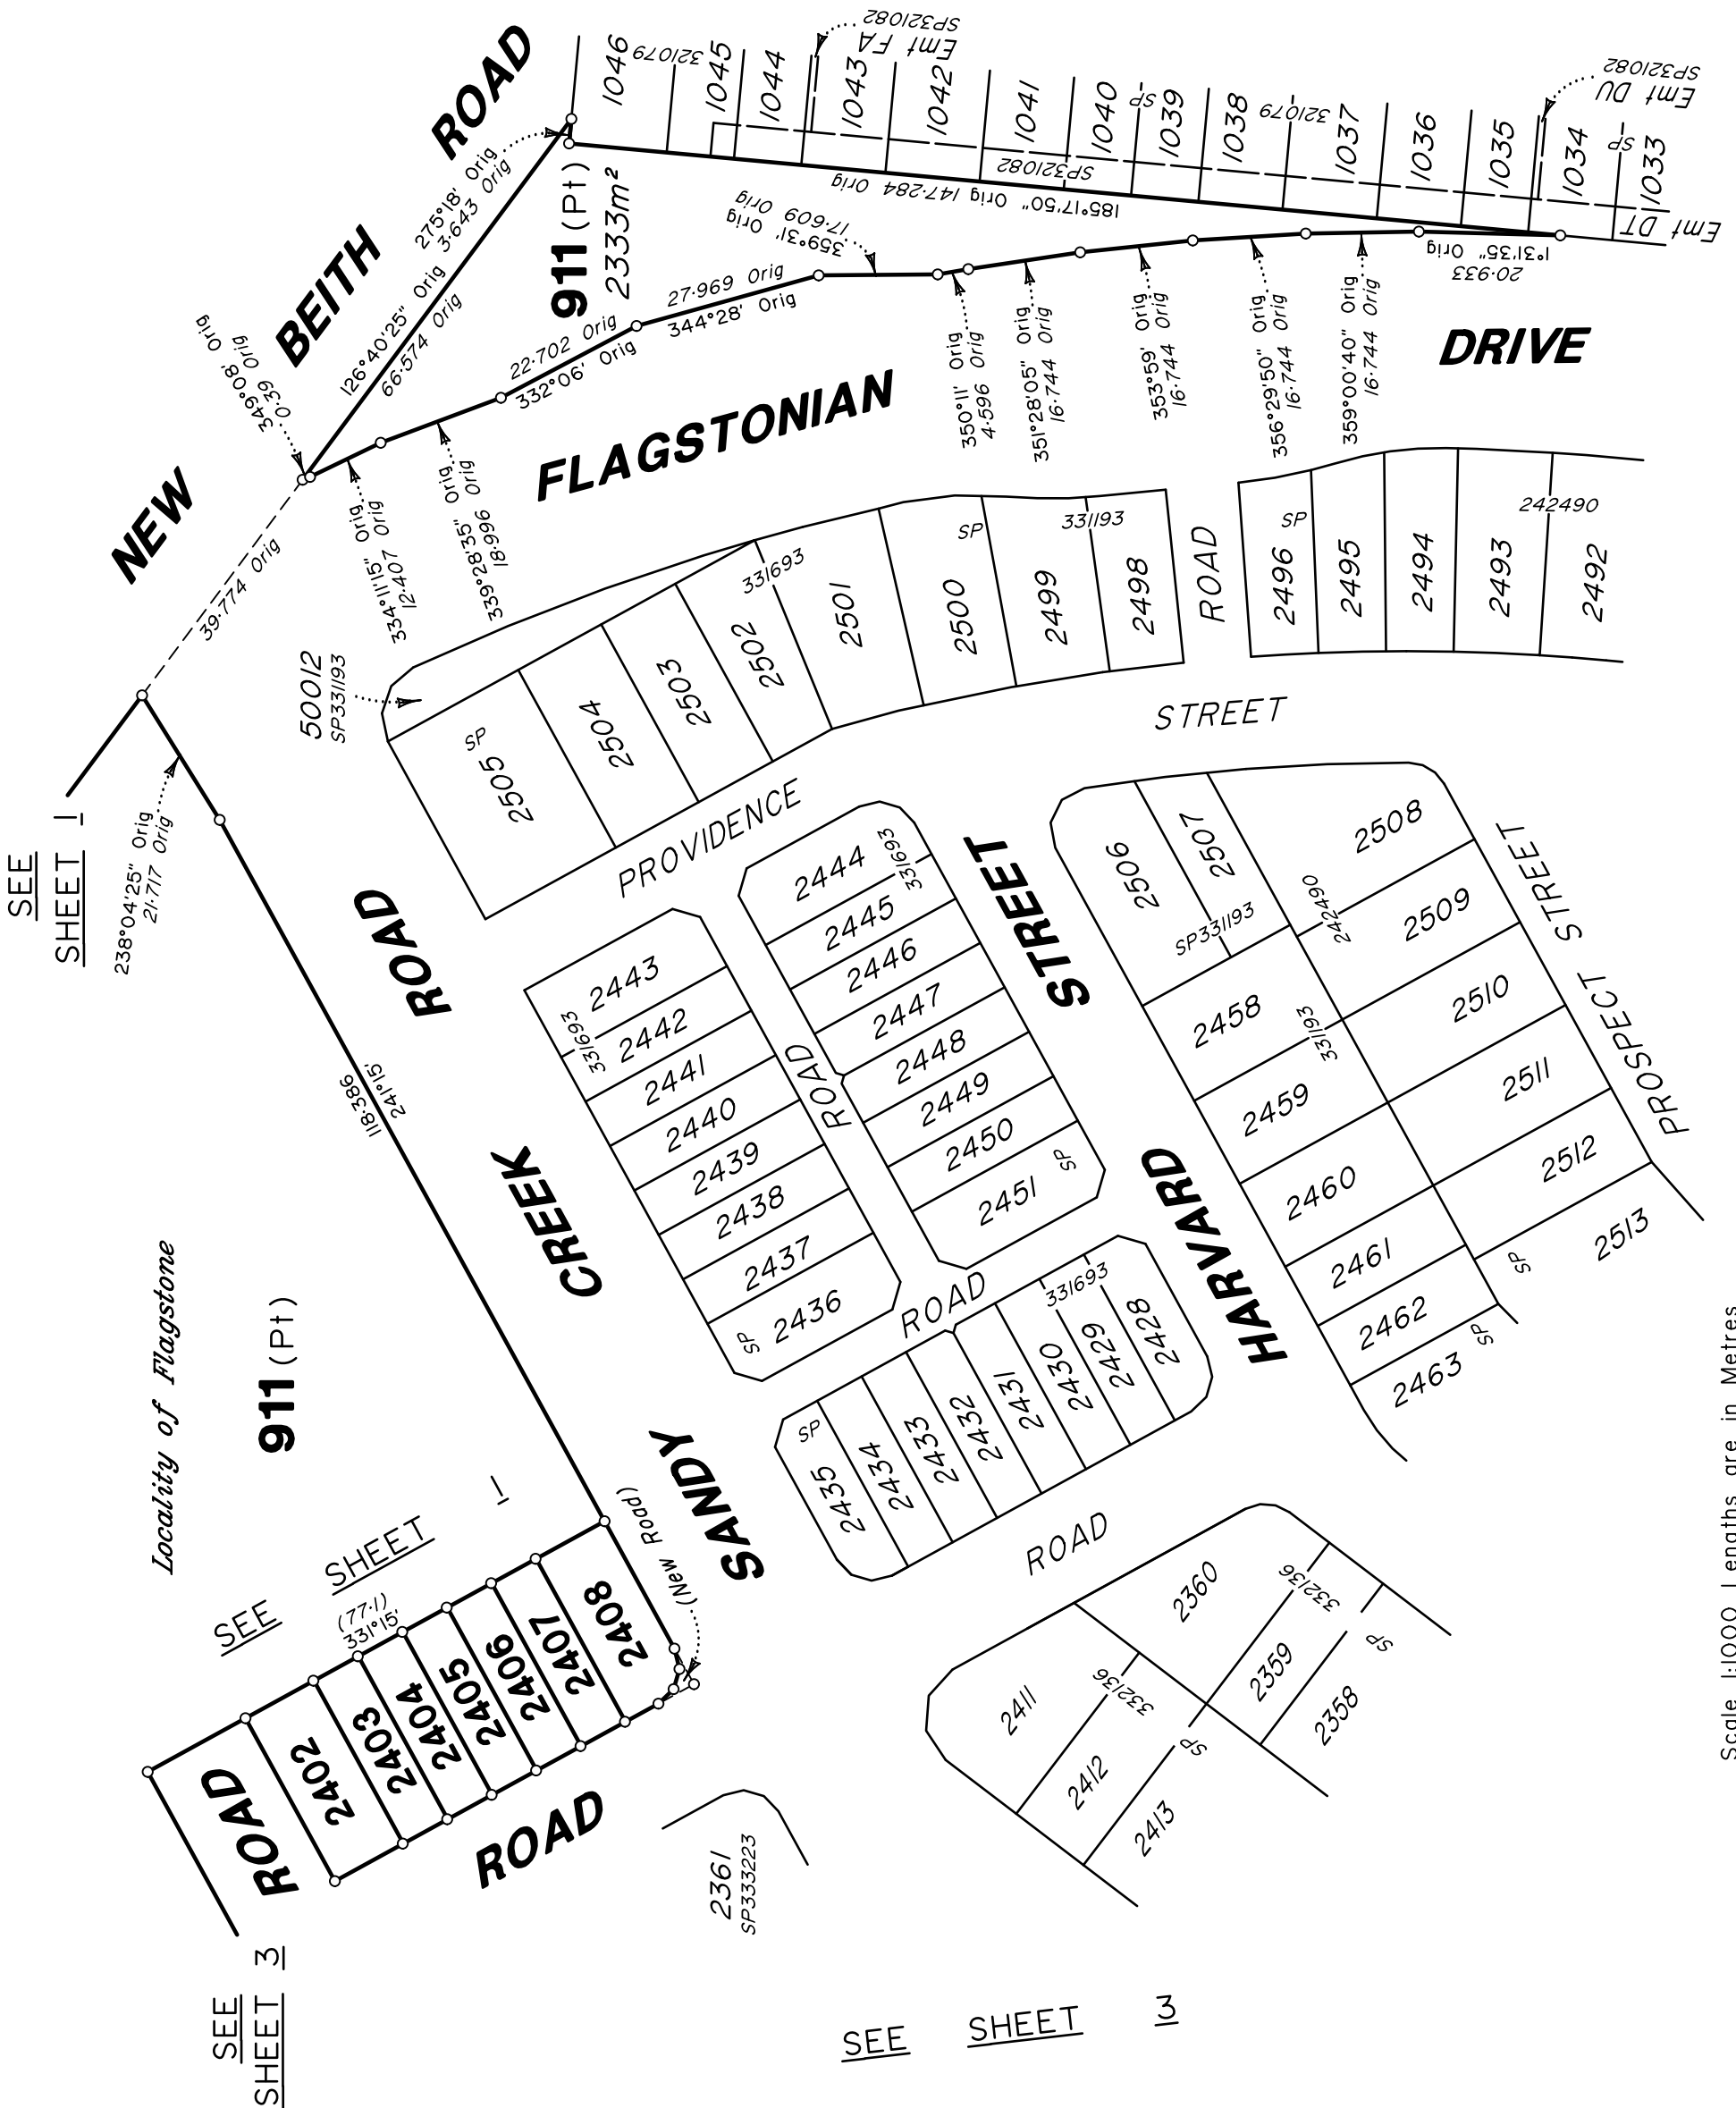 NEW BEITH ROAD
275°18' Orig
3·643 Orig
126°40'25" Orig
66·574 Orig
349°08' Orig
0·39 Orig
39·774 Orig
911 (Pt)
2333m²
1046
321079
1045
1044
1043
1042
1041
1040
SP
1039
1038
321079
1037
1036
1035
1034
SP
1033
SP321082
Emt FA
SP321082
Emt DU
SP321082
Emt DT
185°17'50" Orig 147·284 Orig
359°31' Orig
17·609 Orig
27·969 Orig
344°28' Orig
22·702 Orig
332°06' Orig
334°11'15" Orig
12·407 Orig
339°28'35" Orig
18·996 Orig
350°11' Orig
4·596 Orig
351°28'05" Orig
16·744 Orig
353°59' Orig
16·744 Orig
356°29'50" Orig
16·744 Orig
359°00'40" Orig
16·744 Orig
1°31'35" Orig
20·933
FLAGSTONIAN DRIVE
SEE
SHEET 1
238°04'25" Orig
21·717 Orig
50012
SP331193
SP
2505
2504
2503
2502
331693
2501
2500
SP
2499
331193
2498
ROAD
SP
2496
2495
2494
2493
242490
2492
PROVIDENCE STREET
118·386
241°15'
SANDY CREEK ROAD
2443
331693
2442
2441
2440
2439
2438
2437
2436
SP
ROAD
2444
331693
2445
2446
2447
2448
2449
2450
2451
SP
HARVARD STREET
2506
2507
SP331193
2508
242490
2509
2510
2511
2512
2513
SP
2458
331193
2459
2460
2461
2462
2463
SP
PROSPECT STREET
ROAD
SP
2435
2434
2433
2432
2431
2430
2429
2428
331693
ROAD
2360
332136
2359
2358
SP
2411
332136
2412
2413
SP
Locality of Flagstone
911 (Pt)
SEE SHEET 1
(77·1)
331°15'
(New Road)
2402
2403
2404
2405
2406
2407
2408
ROAD
ROAD
2361
SP333223
SEE
SHEET 3
SEE SHEET 3
Scale 1:1000 Lengths are in Metres